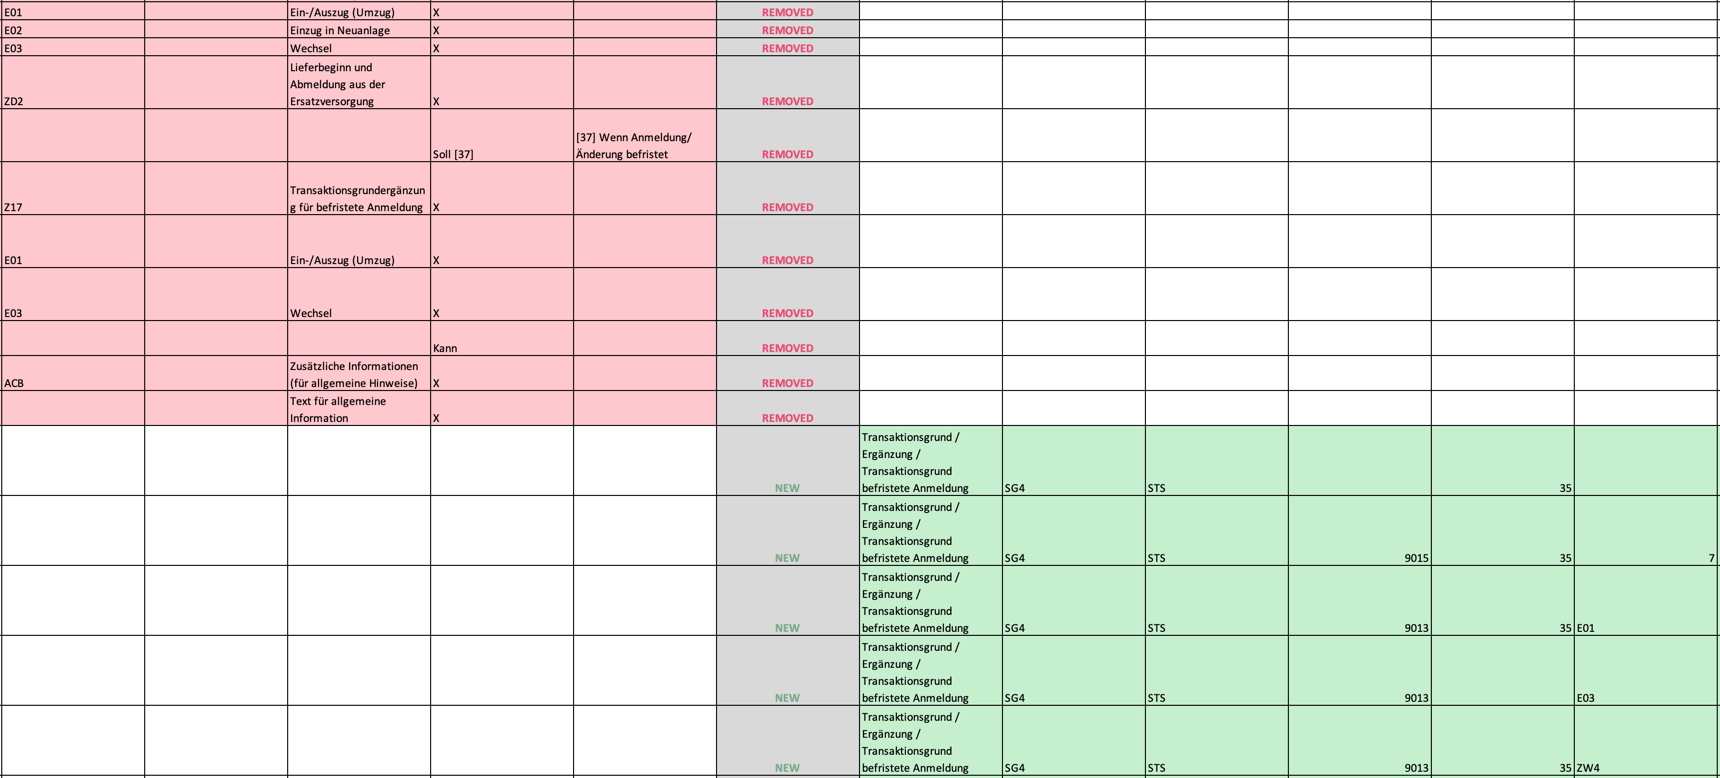 E01 Ein-/Auszug (Umzug) X REMOVED
E02 Einzug in Neuanlage X REMOVED
E03 Wechsel X REMOVED
Lieferbeginn und
Abmeldung aus der
ZD2 Ersatzversorgung X REMOVED
[37] Wenn Anmeldung/
Soll [37] Änderung befristet REMOVED
Transaktionsgrundergänzun
Z17 g für befristete Anmeldung X REMOVED
E01 Ein-/Auszug (Umzug) X REMOVED
E03 Wechsel X REMOVED
Kann REMOVED
Zusätzliche Informationen
ACB (für allgemeine Hinweise) X REMOVED
Text für allgemeine
Information X REMOVED
Transaktionsgrund /
Ergänzung /
Transaktionsgrund
NEW befristete Anmeldung SG4 STS 35
Transaktionsgrund /
Ergänzung /
Transaktionsgrund
NEW befristete Anmeldung SG4 STS 9015 35 7
Transaktionsgrund /
Ergänzung /
Transaktionsgrund
NEW befristete Anmeldung SG4 STS 9013 35 E01
Transaktionsgrund /
Ergänzung /
Transaktionsgrund
NEW befristete Anmeldung SG4 STS 9013 E03
Transaktionsgrund /
Ergänzung /
Transaktionsgrund
NEW befristete Anmeldung SG4 STS 9013 35 ZW4